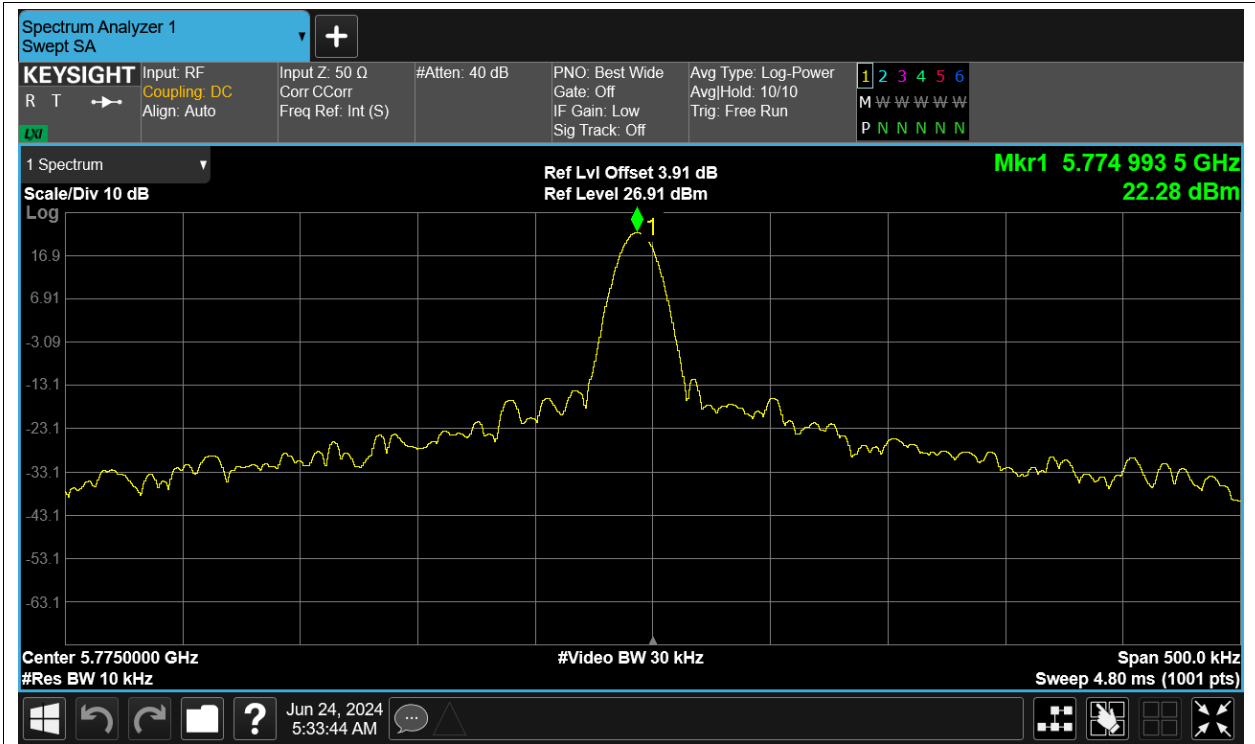 Spectrum Analyzer 1
Swept SA
KEYSIGHT
R T
LXI
Input: RF
Coupling: DC
Align: Auto
Input Z: 50 Ω
Corr CCorr
Freq Ref: Int (S)
#Atten: 40 dB
PNO: Best Wide
Gate: Off
IF Gain: Low
Sig Track: Off
Avg Type: Log-Power
Avg|Hold: 10/10
Trig: Free Run
1 2 3 4 5 6
M W W W W W
P N N N N N
1 Spectrum
Scale/Div 10 dB
Log
Ref Lvl Offset 3.91 dB
Ref Level 26.91 dBm
Mkr1 5.774 993 5 GHz
22.28 dBm
1
16.9
6.91
-3.09
-13.1
-23.1
-33.1
-43.1
-53.1
-63.1
Center 5.7750000 GHz
#Video BW 30 kHz
Span 500.0 kHz
#Res BW 10 kHz
Sweep 4.80 ms (1001 pts)
?
Jun 24, 2024
5:33:44 AM